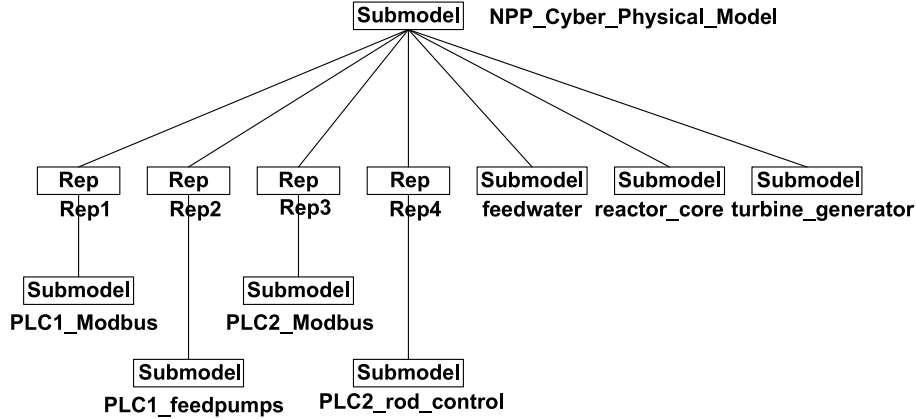 Submodel NPP_Cyber_Physical_Model
Rep Rep Rep Rep Submodel Submodel Submodel
Rep1 Rep2 Rep3 Rep4 feedwater reactor_core turbine_generator
Submodel Submodel
PLC1_Modbus PLC2_Modbus
Submodel Submodel
PLC1_feedpumps PLC2_rod_control